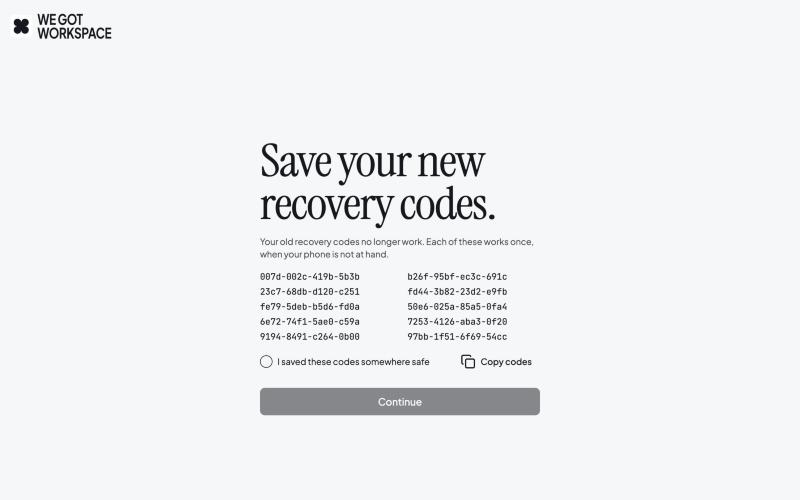 WE GOT
WORKSPACE
Save your new
recovery codes.
Your old recovery codes no longer work. Each of these works once,
when your phone is not at hand.
007d-002c-419b-5b3b b26f-95bf-ec3c-691c
23c7-68db-d120-c251 fd44-3b82-23d2-e9fb
fe79-5deb-b5d6-fd0a 50e6-025a-85a5-0fa4
6e72-74f1-5ae0-c59a 7253-4126-aba3-0f20
9194-8491-c264-0b00 97bb-1f51-6f69-54cc
I saved these codes somewhere safe Copy codes
Continue